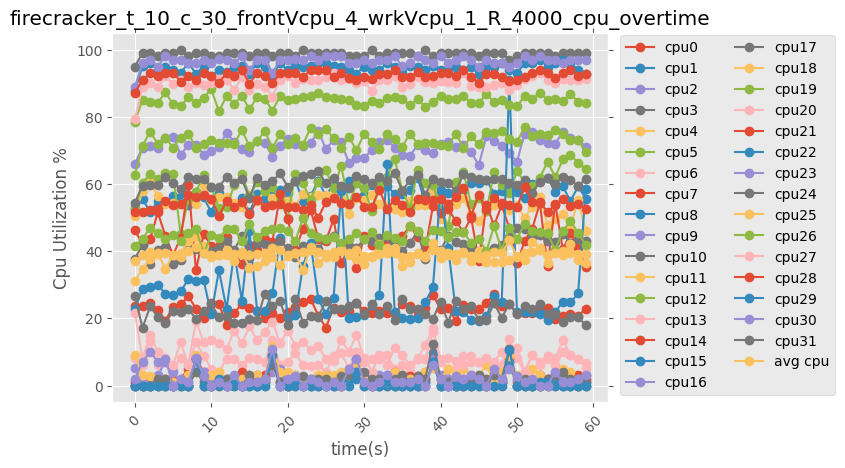 firecracker_t_10_c_30_frontVcpu_4_wrkVcpu_1_R_4000_cpu_overtime
Cpu Utilization %
100
80
60
40
20
0
0
10
20
30
40
50
60
time(s)
cpu0
cpu1
cpu2
cpu3
cpu4
cpu5
cpu6
cpu7
cpu8
cpu9
cpu10
cpu11
cpu12
cpu13
cpu14
cpu15
cpu16
cpu17
cpu18
cpu19
cpu20
cpu21
cpu22
cpu23
cpu24
cpu25
cpu26
cpu27
cpu28
cpu29
cpu30
cpu31
avg cpu